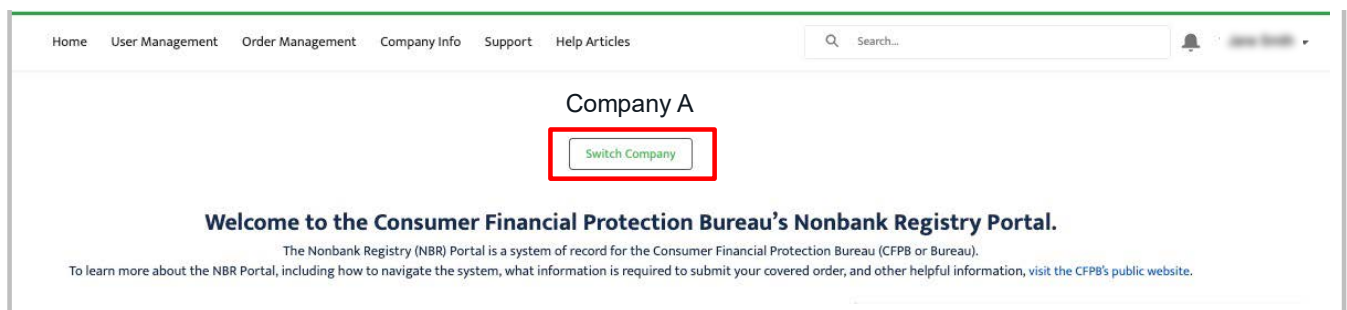 Home User Management Order Management Company Info Support Help Articles Search...
Company A
Switch Company
Welcome to the Consumer Financial Protection Bureau’s Nonbank Registry Portal.
The Nonbank Registry (NBR) Portal is a system of record for the Consumer Financial Protection Bureau (CFPB or Bureau).
To learn more about the NBR Portal, including how to navigate the system, what information is required to submit your covered order, and other helpful information, visit the CFPB’s public website.